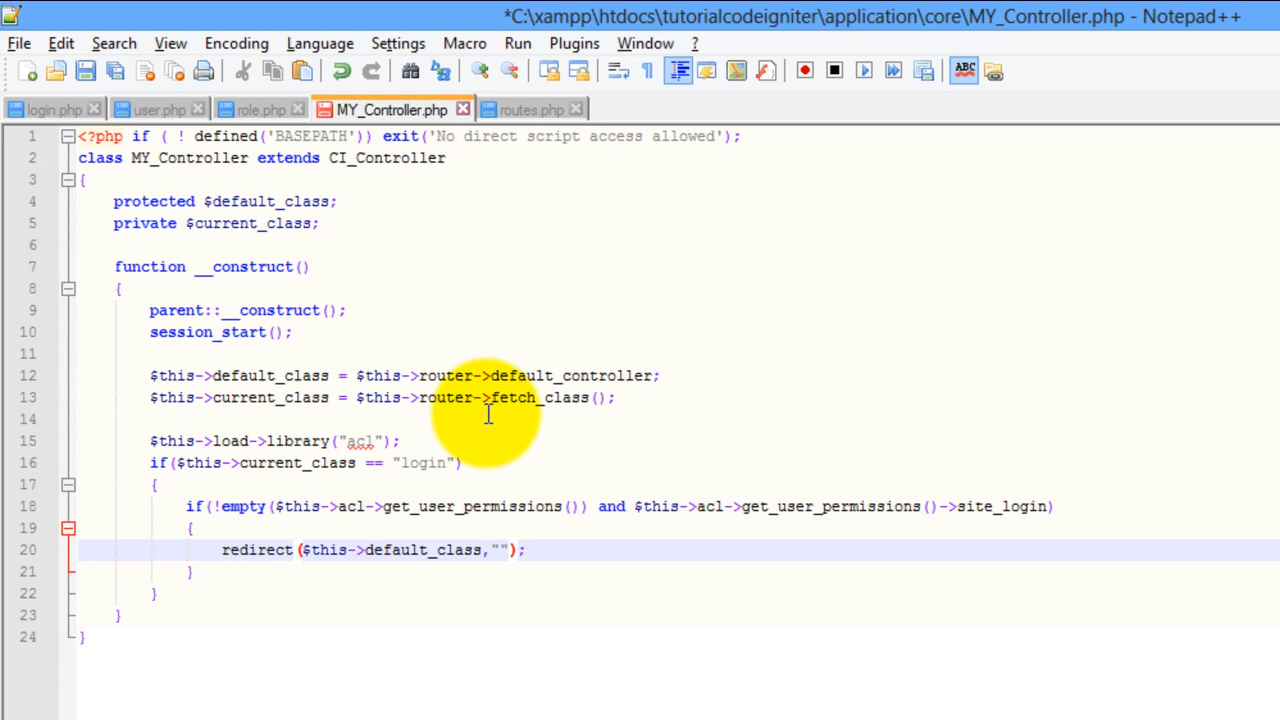 *C:\xampp\htdocs\tutorialcodeigniter\application\core\MY_Controller.php - Notepad++
File Edit Search View Encoding Language Settings Macro Run Plugins Window ?
ABC
login.php user.php role.php MY_Controller.php routes.php
1 <?php if ( ! defined('BASEPATH')) exit('No direct script access allowed');
2 class MY_Controller extends CI_Controller
3 {
4 protected $default_class;
5 private $current_class;
6
7 function __construct()
8 {
9 parent::__construct();
10 session_start();
11
12 $this->default_class = $this->router->default_controller;
13 $this->current_class = $this->router->fetch_class();
14
15 $this->load->library("acl");
16 if($this->current_class == "login")
17 {
18 if(!empty($this->acl->get_user_permissions()) and $this->acl->get_user_permissions()->site_login)
19 {
20 redirect($this->default_class,"");
21 }
22 }
23 }
24 }